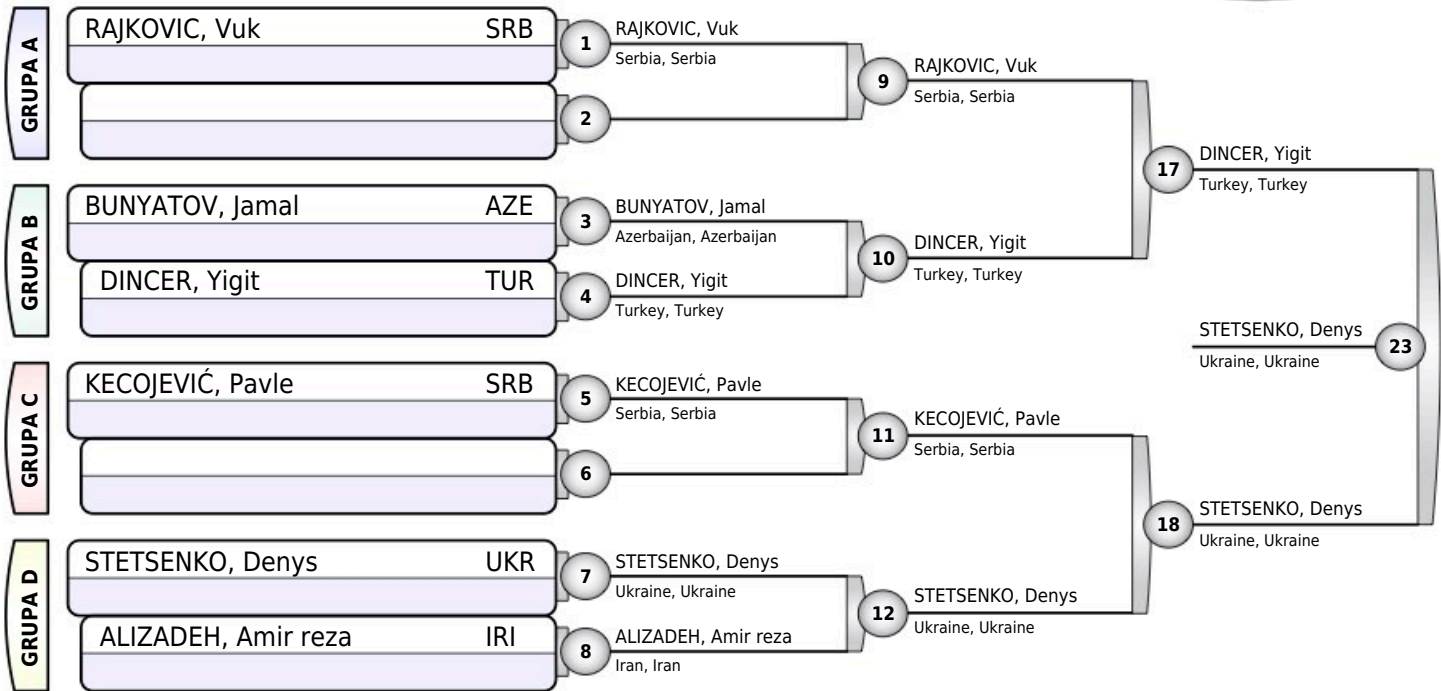 GRUPA A
RAJKOVIC, Vuk SRB
1
RAJKOVIC, Vuk
Serbia, Serbia
2
9
RAJKOVIC, Vuk
Serbia, Serbia
GRUPA B
BUNYATOV, Jamal AZE
3
BUNYATOV, Jamal
Azerbaijan, Azerbaijan
DINCER, Yigit TUR
4
DINCER, Yigit
Turkey, Turkey
10
DINCER, Yigit
Turkey, Turkey
17
DINCER, Yigit
Turkey, Turkey
STETSENKO, Denys
Ukraine, Ukraine
23
GRUPA C
KECOJEVIĆ, Pavle SRB
5
KECOJEVIĆ, Pavle
Serbia, Serbia
6
11
KECOJEVIĆ, Pavle
Serbia, Serbia
GRUPA D
STETSENKO, Denys UKR
7
STETSENKO, Denys
Ukraine, Ukraine
ALIZADEH, Amir reza IRI
8
ALIZADEH, Amir reza
Iran, Iran
12
STETSENKO, Denys
Ukraine, Ukraine
18
STETSENKO, Denys
Ukraine, Ukraine